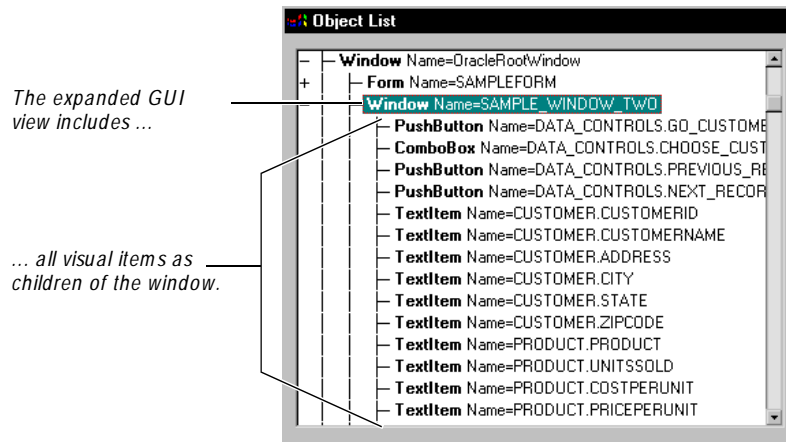 Object List
− Window Name=OracleRootWindow
+ Form Name=SAMPLEFORM
The expanded GUI
view includes ...
− Window Name=SAMPLE_WINDOW_TWO
PushButton Name=DATA_CONTROLS.GO_CUSTOME
ComboBox Name=DATA_CONTROLS.CHOOSE_CUST
PushButton Name=DATA_CONTROLS.PREVIOUS_RE
PushButton Name=DATA_CONTROLS.NEXT_RECOR
TextItem Name=CUSTOMER.CUSTOMERID
TextItem Name=CUSTOMER.CUSTOMERNAME
... all visual items as
children of the window.
TextItem Name=CUSTOMER.ADDRESS
TextItem Name=CUSTOMER.CITY
TextItem Name=CUSTOMER.STATE
TextItem Name=CUSTOMER.ZIPCODE
TextItem Name=PRODUCT.PRODUCT
TextItem Name=PRODUCT.UNITSSOLD
TextItem Name=PRODUCT.COSTPERUNIT
TextItem Name=PRODUCT.PRICEPERUNIT